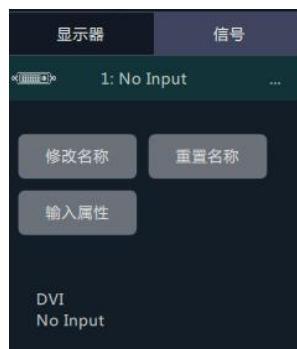 显示器 信号
1: No Input ...
修改名称 重置名称
输入属性
DVI
No Input